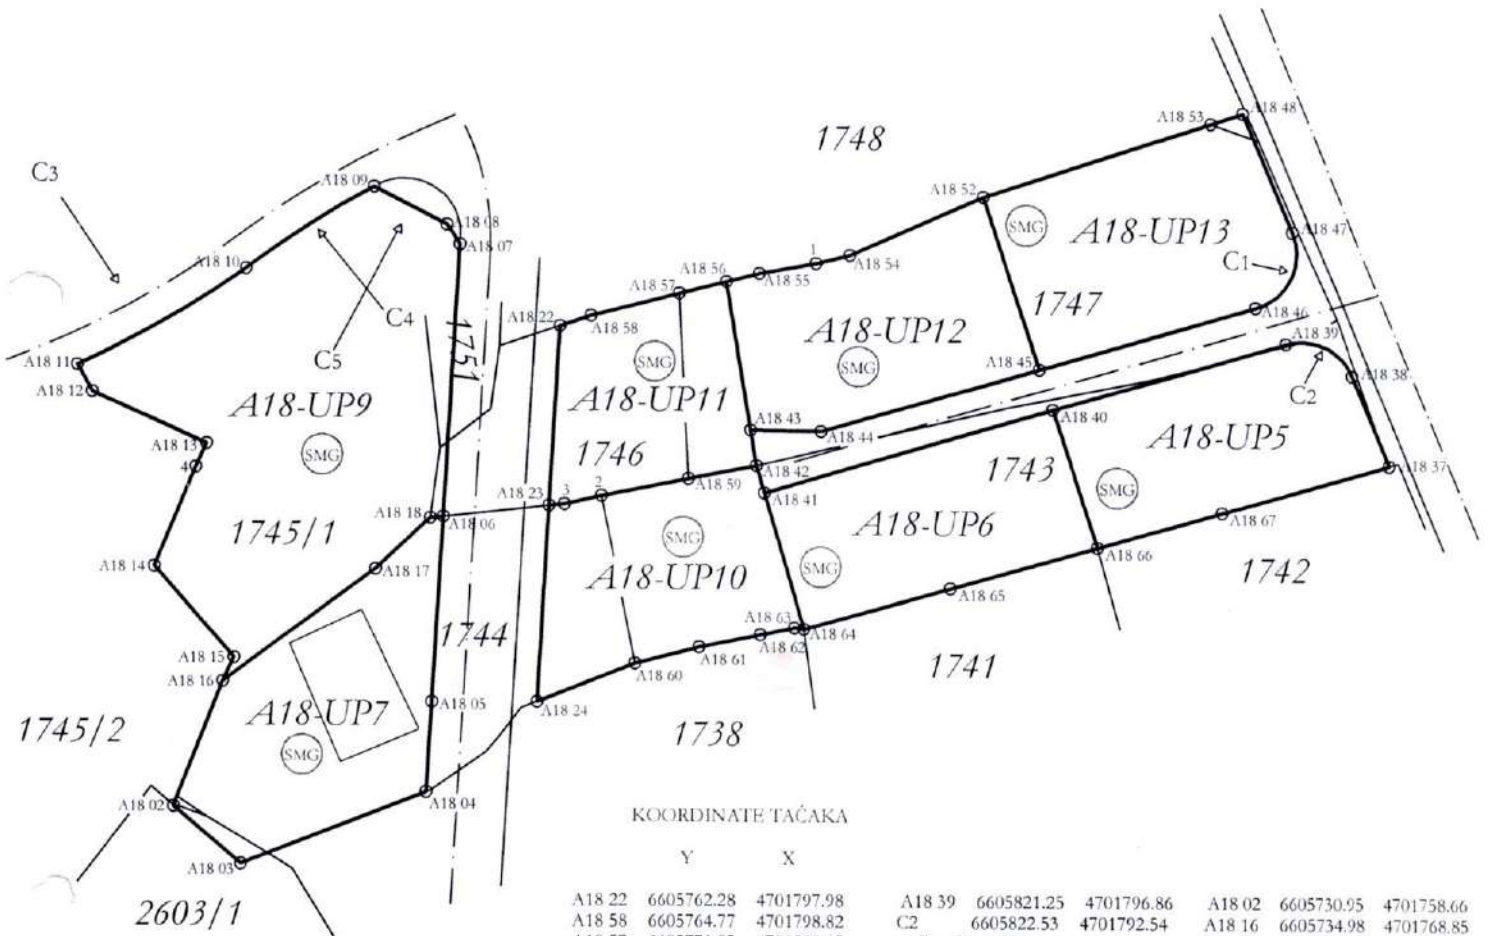 1748
A18 53
A18 48
C3
A18 09
A18 52
A18 08
SMG
A18-UP13
A18 47
A18 07
1
A18 54
C1
A18 10
A18 56
A18 55
A18 57
1747
C4
A18 22
A18 58
A18-UP12
A18 46
A18 39
1751
C5
SMG
SMG
A18 45
A18 11
A18 38
A18 12
A18-UP9
A18-UP11
C2
A18 43
A18 44
A18 40
A18-UP5
A18 13
SMG
4
1746
A18 42
1743
A18 37
A18 59
2
A18 23
3
A18 41
SMG
A18 18
A18 06
1745/1
A18-UP6
A18 67
SMG
A18 66
A18 14
A18 17
A18-UP10
SMG
1742
A18 65
1744
A18 63
A18 64
A18 62
A18 15
A18 61
A18 16
A18 60
1741
A18 05
A18-UP7
A18 24
1745/2
1738
SMG
A18 02
A18 04
KOORDINATE TAČAKA
A18 03
Y X
2603/1
A18 22 6605762.28 4701797.98 A18 39 6605821.25 4701796.86 A18 02 6605730.95 4701758.66
A18 58 6605764.77 4701798.82 C2 6605822.53 4701792.54 A18 16 6605734.98 4701768.85